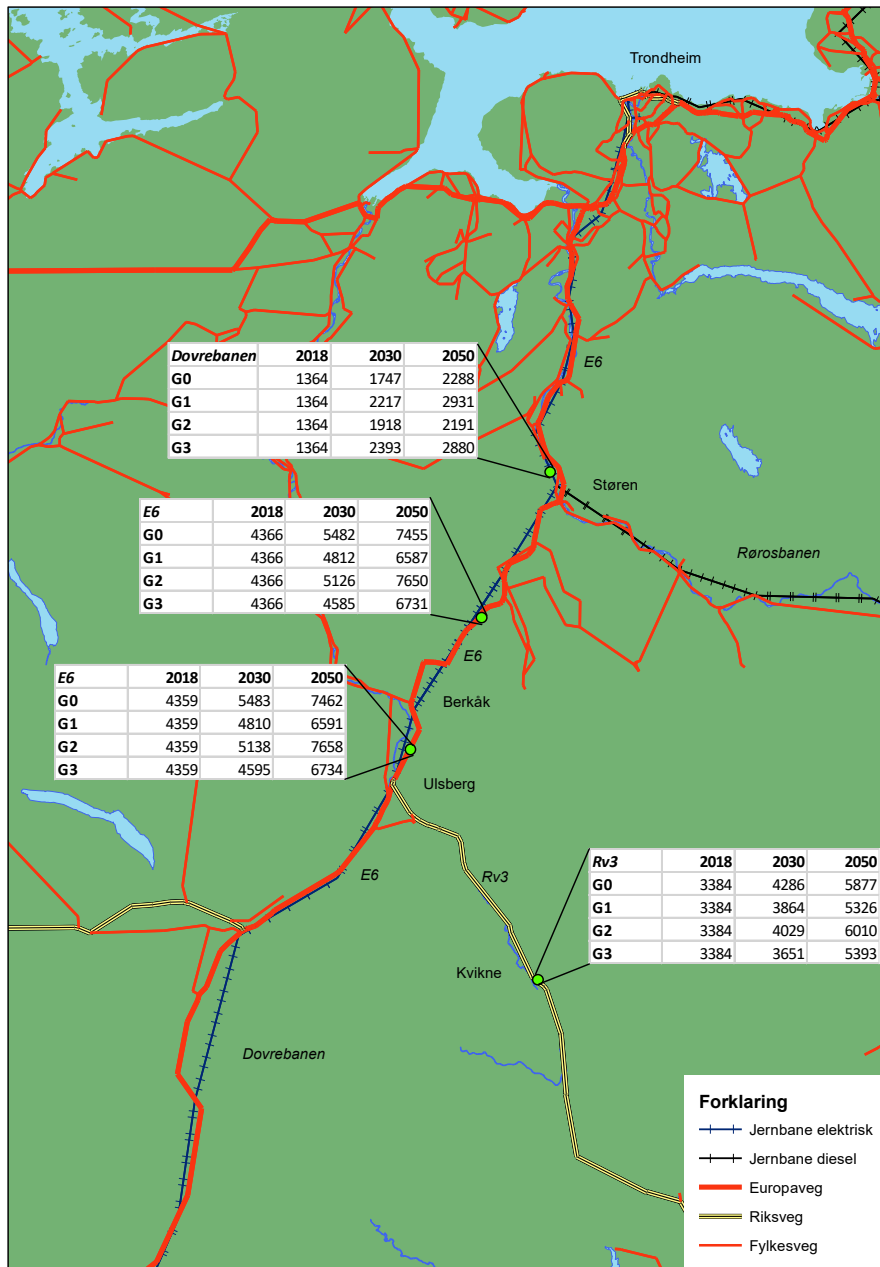 Trondheim
Dovrebanen 2018 2030 2050
G0 1364 1747 2288
G1 1364 2217 2931
G2 1364 1918 2191
G3 1364 2393 2880
E6
Støren
E6 2018 2030 2050
G0 4366 5482 7455
G1 4366 4812 6587
G2 4366 5126 7650
G3 4366 4585 6731
Rørosbanen
E6
E6 2018 2030 2050
G0 4359 5483 7462
G1 4359 4810 6591
G2 4359 5138 7658
G3 4359 4595 6734
Berkåk
Ulsberg
E6
Rv3
Rv3 2018 2030 2050
G0 3384 4286 5877
G1 3384 3864 5326
G2 3384 4029 6010
G3 3384 3651 5393
Kvikne
Dovrebanen
Forklaring
Jernbane elektrisk
Jernbane diesel
Europaveg
Riksveg
Fylkesveg